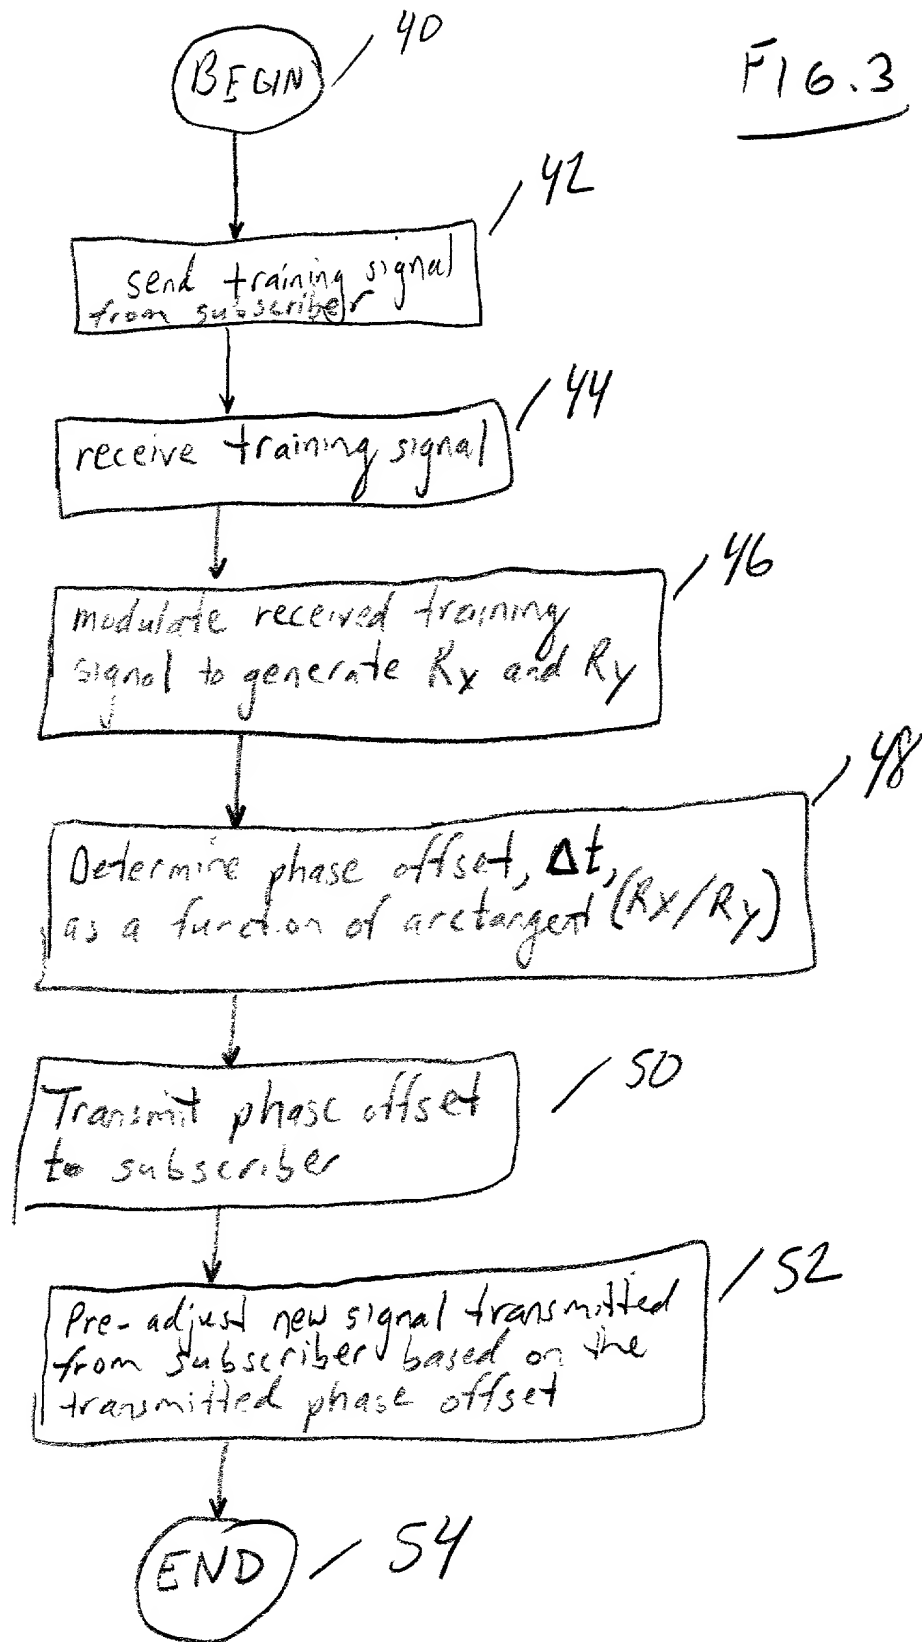 BEGIN
40
FIG.3
42
send training signal
from subscriber
44
receive training signal
46
modulate received training
signal to generate Rx and Ry
48
Determine phase offset, Δt,
as a function of arctangent (Rx/Ry)
50
Transmit phase offset
to subscriber
52
Pre-adjust new signal transmitted
from subscriber based on the
transmitted phase offset
END
54